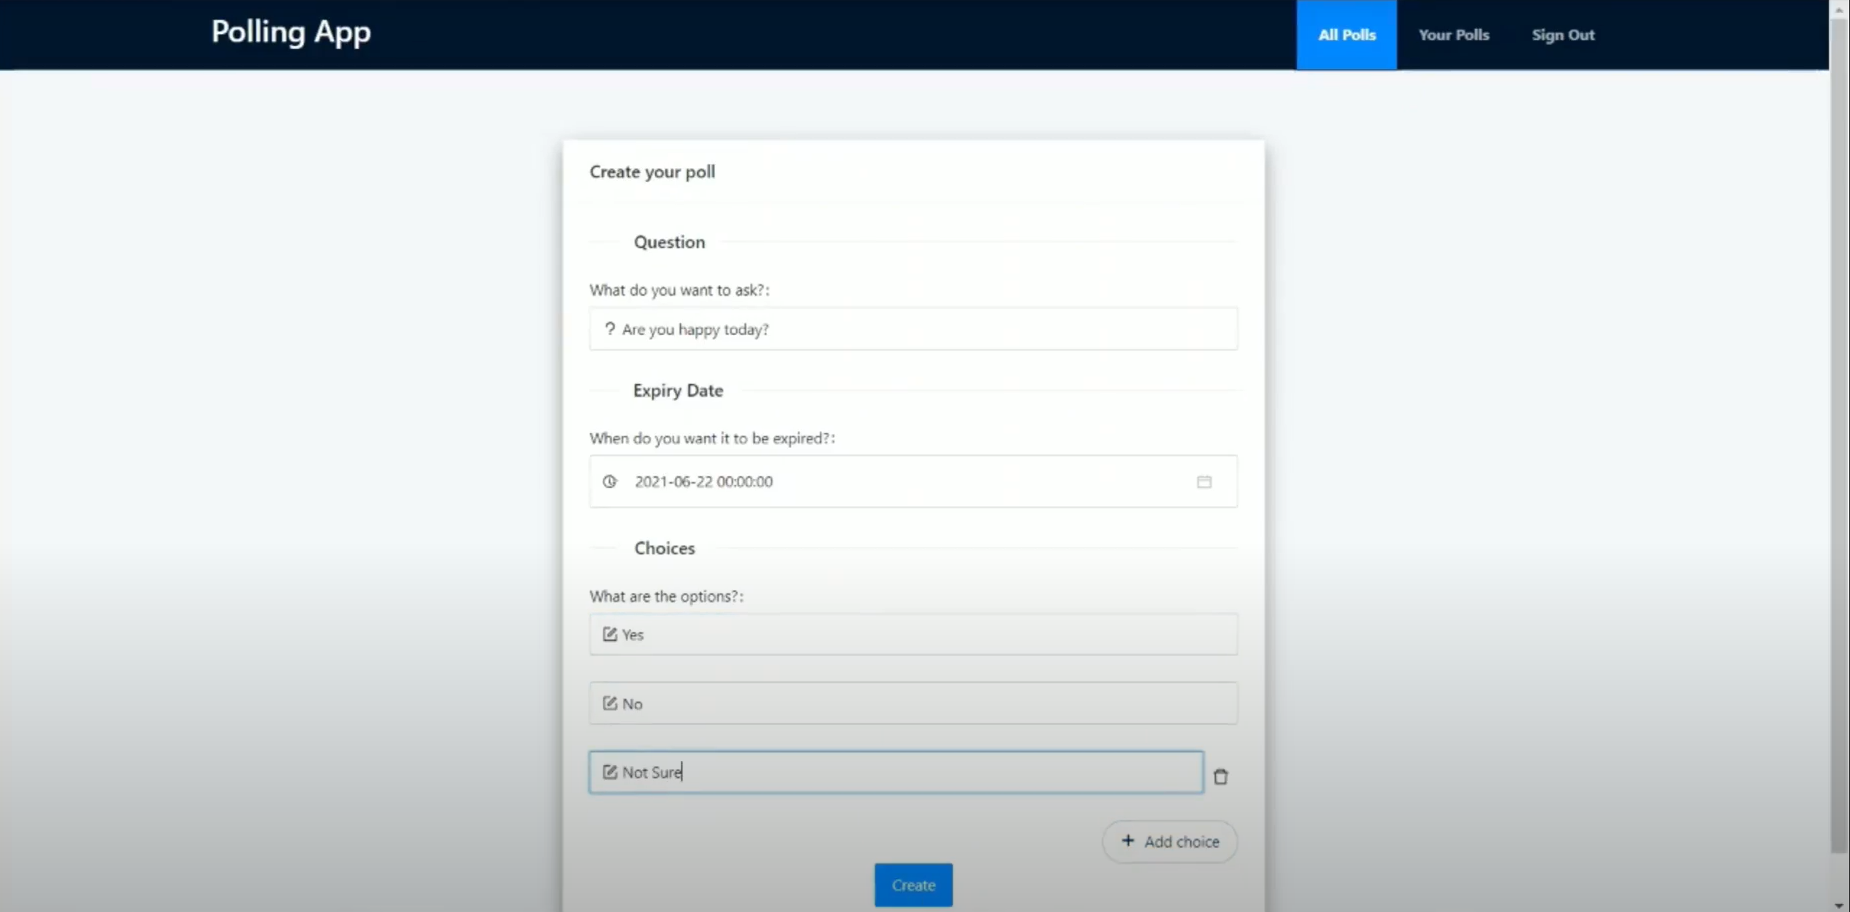 Polling App
All Polls
Your Polls
Sign Out
Create your poll
Question
What do you want to ask?:
? Are you happy today?
Expiry Date
When do you want it to be expired?:
2021-06-22 00:00:00
Choices
What are the options?:
Yes
No
Not Sure
+ Add choice
Create